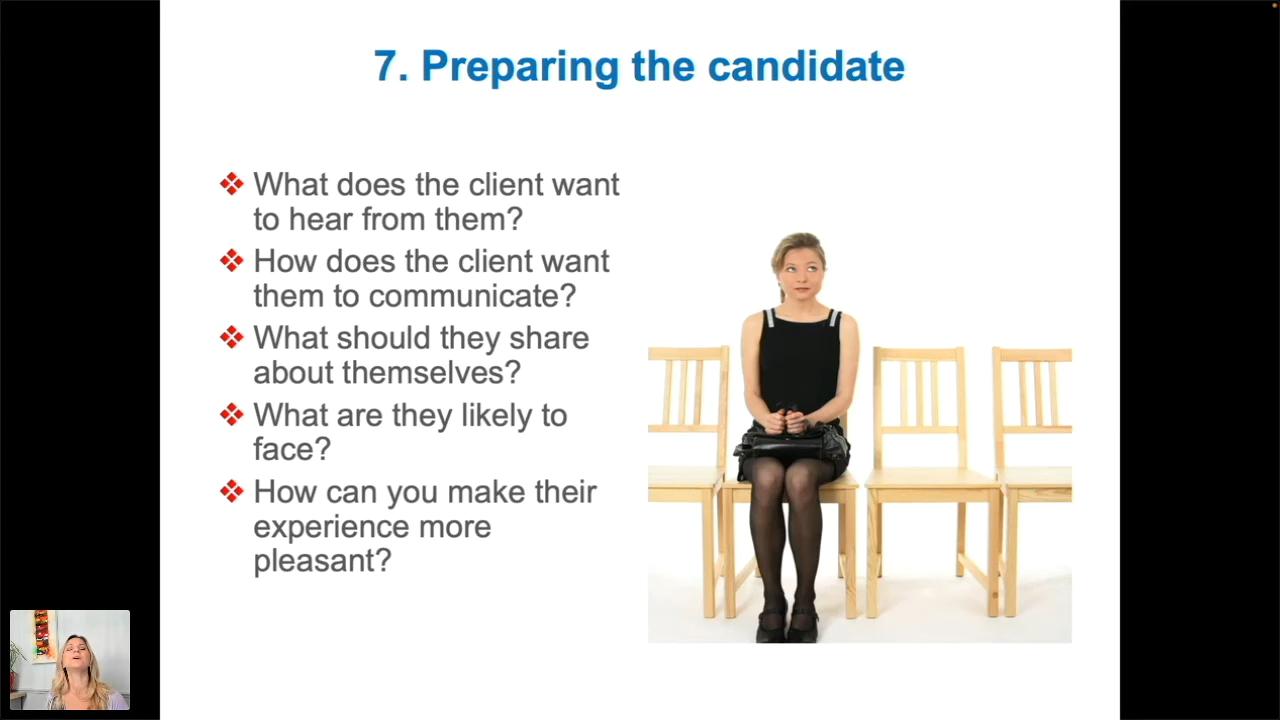 7. Preparing the candidate
What does the client want
to hear from them?
How does the client want
them to communicate?
What should they share
about themselves?
What are they likely to
face?
How can you make their
experience more
pleasant?